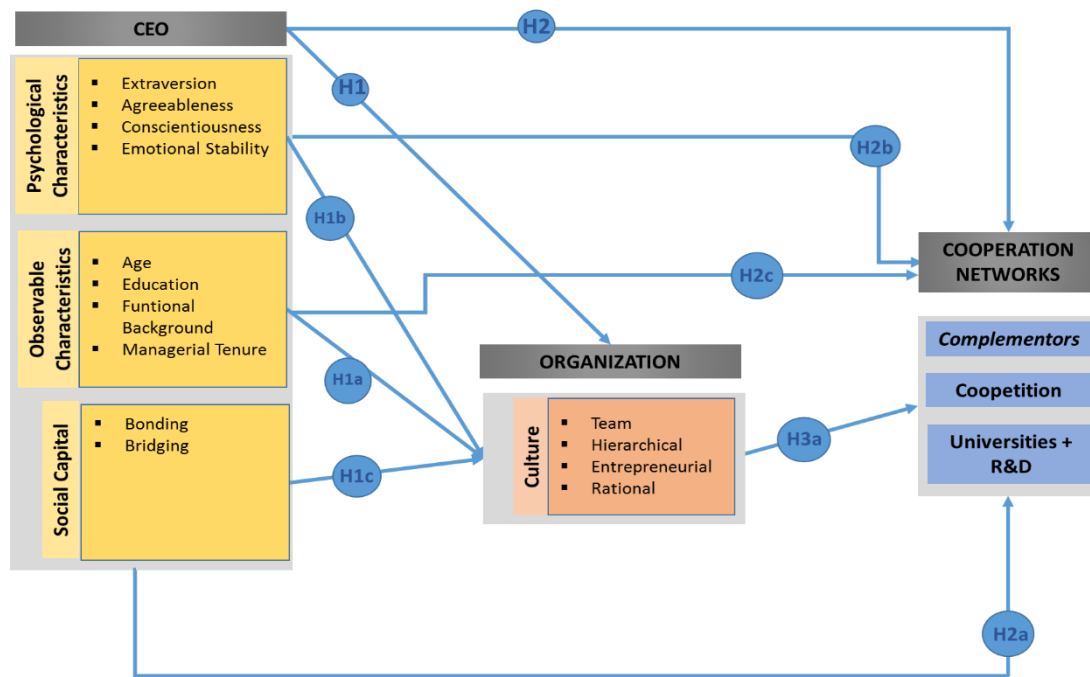 CEO
H2
Psychological
Characteristics
▪ Extraversion
▪ Agreeableness
▪ Conscientiousness
▪ Emotional Stability
H1
H2b
H1b
COOPERATION
NETWORKS
Observable
Characteristics
▪ Age
▪ Education
▪ Funtional
Background
▪ Managerial Tenure
H2c
H1a
ORGANIZATION
Complementors
Coopetition
Universities +
R&D
Social Capital
▪ Bonding
▪ Bridging
H1c
Culture
▪ Team
▪ Hierarchical
▪ Entrepreneurial
▪ Rational
H3a
H2a